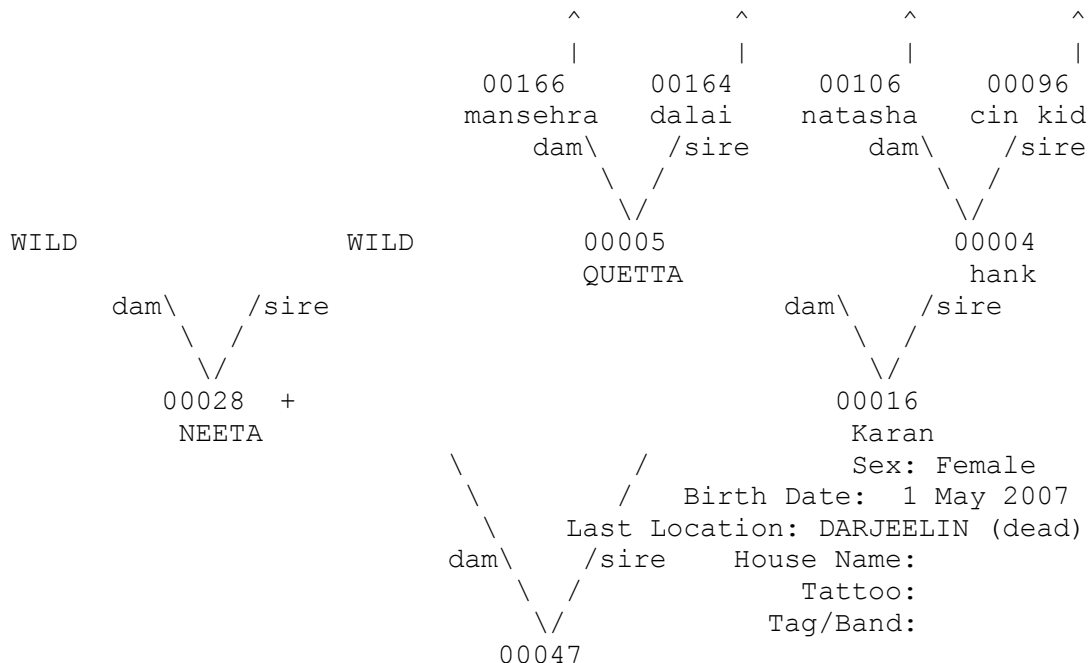 ^ ^ ^ ^
| | | |
00166 00164 00106 00096
mansehra dalai natasha cin kid
dam\ /sire dam\ /sire
\ / \ /
\/ \/
WILD WILD 00005 00004
QUETTA hank
dam\ /sire dam\ /sire
\ / \ /
\/ \/
00028 + 00016
NEETA Karan
\ / Sex: Female
\ / Birth Date: 1 May 2007
\ Last Location: DARJEELIN (dead)
dam\ /sire House Name:
\ / Tattoo:
\/ Tag/Band:
00047